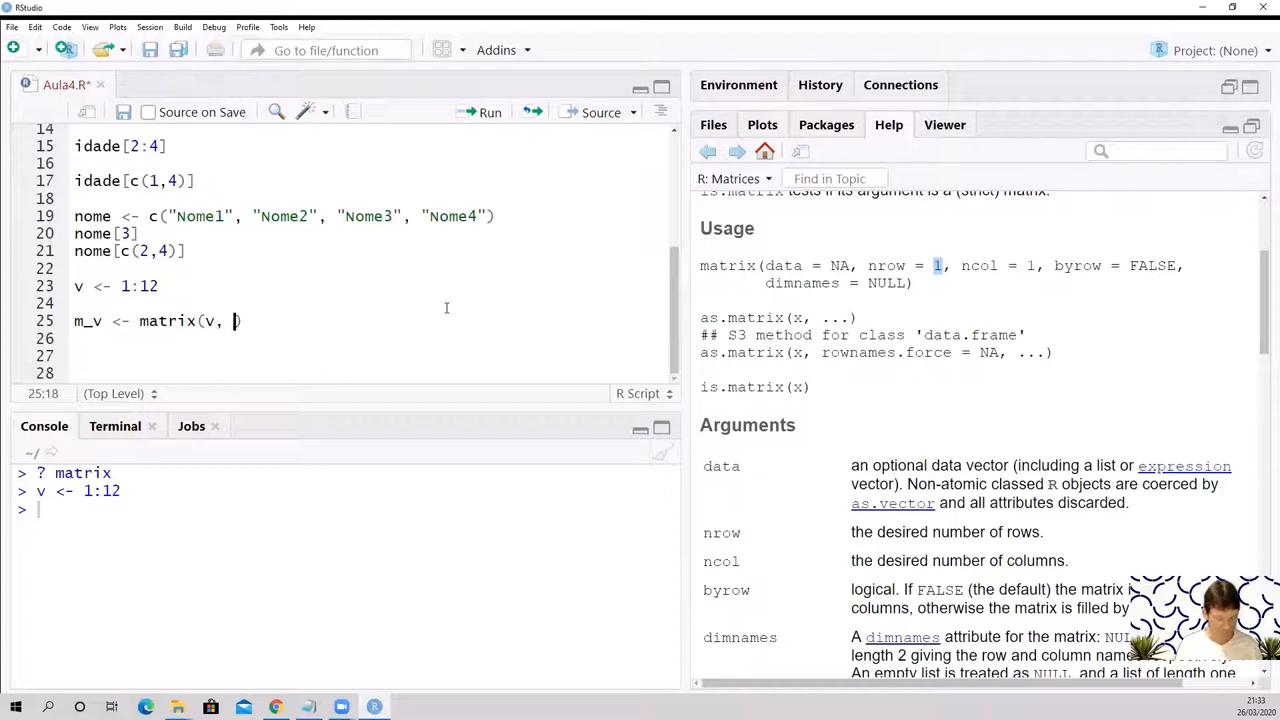 RStudio
File Edit Code View Plots Session Build Debug Profile Tools Help
Go to file/function Addins Project: (None)
Aula4.R*
Source on Save Run Source
14
15 idade[2:4]
16
17 idade[c(1,4)]
18
19 nome <- c("Nome1", "Nome2", "Nome3", "Nome4")
20 nome[3]
21 nome[c(2,4)]
22
23 v <- 1:12
24
25 m_v <- matrix(v, )
26
27
28
25:18 (Top Level) R Script
Console Terminal Jobs
~/
> ? matrix
> v <- 1:12
>
Environment History Connections
Files Plots Packages Help Viewer
R: Matrices Find in Topic
is.matrix tests if its argument is a (strict) matrix.
Usage
matrix(data = NA, nrow = 1, ncol = 1, byrow = FALSE,
dimnames = NULL)
as.matrix(x, ...)
## S3 method for class 'data.frame'
as.matrix(x, rownames.force = NA, ...)
is.matrix(x)
Arguments
data an optional data vector (including a list or expression
vector). Non-atomic classed R objects are coerced by
as.vector and all attributes discarded.
nrow the desired number of rows.
ncol the desired number of columns.
byrow logical. If FALSE (the default) the matrix i
columns, otherwise the matrix is filled by
dimnames A dimnames attribute for the matrix: NUL
length 2 giving the row and column names
An empty list is treated as NULL, and a list of length one
21:33
26/03/2020